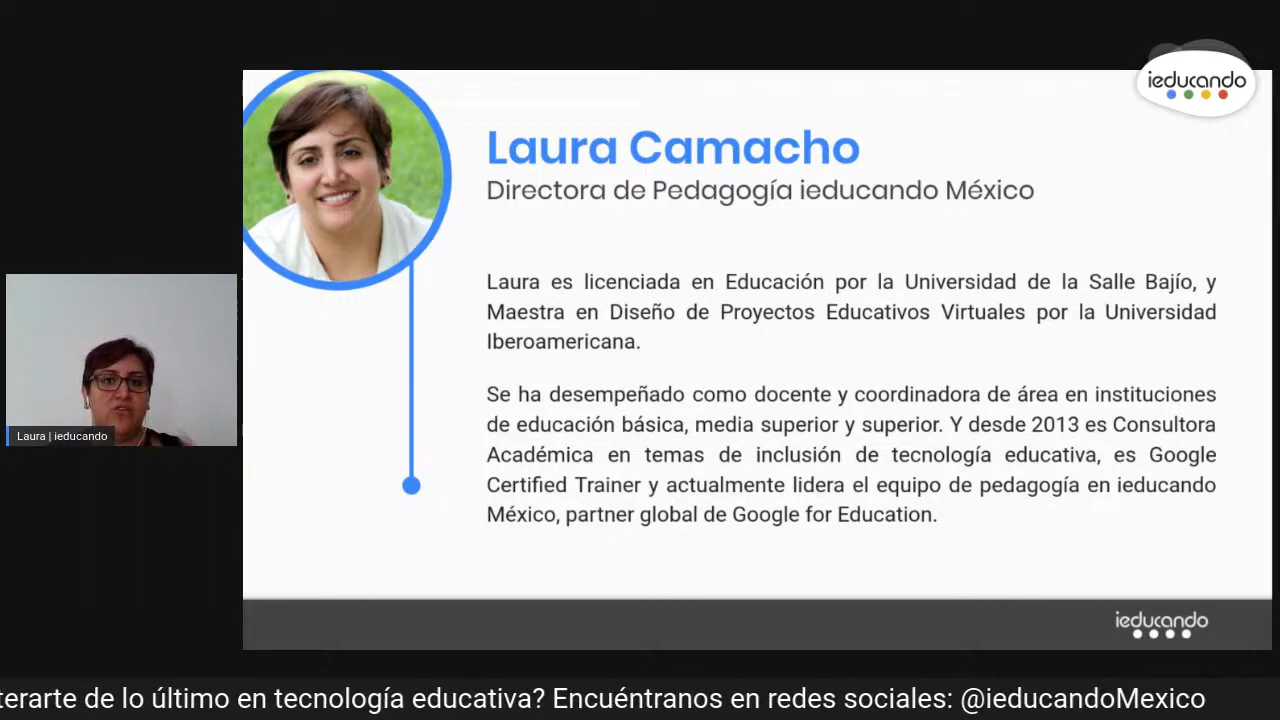 ieducando
Laura Camacho
Directora de Pedagogía ieducando México
Laura es licenciada en Educación por la Universidad de la Salle Bajío, y
Maestra en Diseño de Proyectos Educativos Virtuales por la Universidad
Iberoamericana.
Se ha desempeñado como docente y coordinadora de área en instituciones
de educación básica, media superior y superior. Y desde 2013 es Consultora
Académica en temas de inclusión de tecnología educativa, es Google
Certified Trainer y actualmente lidera el equipo de pedagogía en ieducando
México, partner global de Google for Education.
Laura | ieducando
ieducando
terarte de lo último en tecnología educativa? Encuéntranos en redes sociales: @ieducandoMexico